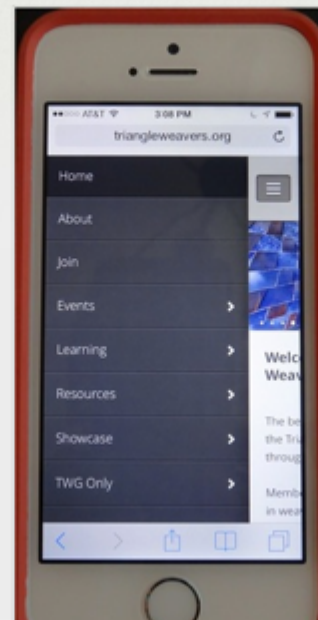 AT&T 3:08 PM
triangleweavers.org
Home
About
Join
Events
Learning
Resources
Showcase
TWG Only
Welc
Weav
The be
the Tri
throug
Memb
in weav